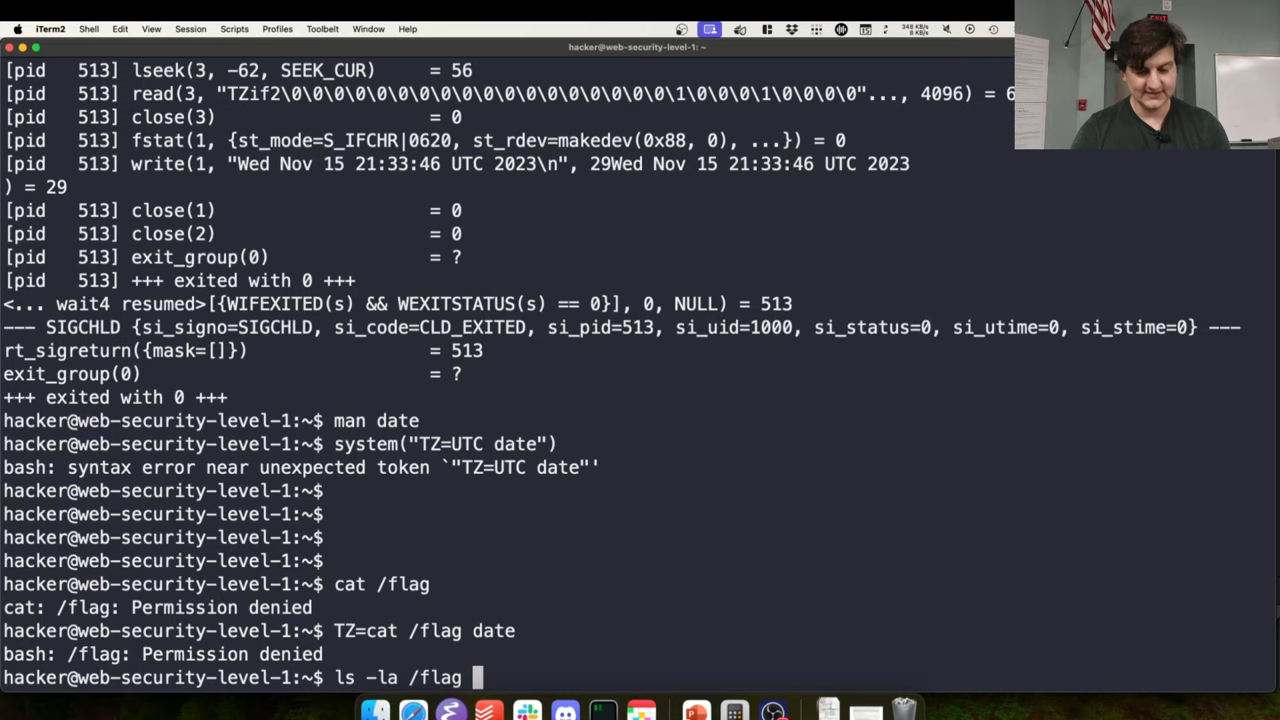 iTerm2 Shell Edit View Session Scripts Profiles Toolbelt Window Help 348 KB/s
8 KB/s
hacker@web-security-level-1: ~
EXIT
[pid   513] lseek(3, -62, SEEK_CUR)     = 56
[pid   513] read(3, "TZif2\0\0\0\0\0\0\0\0\0\0\0\0\0\0\0\0\0\0\0\1\0\0\0\1\0\0\0\0"..., 4096) = 6
[pid   513] close(3)                    = 0
[pid   513] fstat(1, {st_mode=S_IFCHR|0620, st_rdev=makedev(0x88, 0), ...}) = 0
[pid   513] write(1, "Wed Nov 15 21:33:46 UTC 2023\n", 29Wed Nov 15 21:33:46 UTC 2023
) = 29
[pid   513] close(1)                    = 0
[pid   513] close(2)                    = 0
[pid   513] exit_group(0)               = ?
[pid   513] +++ exited with 0 +++
<... wait4 resumed>[{WIFEXITED(s) && WEXITSTATUS(s) == 0}], 0, NULL) = 513
--- SIGCHLD {si_signo=SIGCHLD, si_code=CLD_EXITED, si_pid=513, si_uid=1000, si_status=0, si_utime=0, si_stime=0} ---
rt_sigreturn({mask=[]})                 = 513
exit_group(0)                           = ?
+++ exited with 0 +++
hacker@web-security-level-1:~$ man date
hacker@web-security-level-1:~$ system("TZ=UTC date")
bash: syntax error near unexpected token `"TZ=UTC date"'
hacker@web-security-level-1:~$
hacker@web-security-level-1:~$
hacker@web-security-level-1:~$
hacker@web-security-level-1:~$
hacker@web-security-level-1:~$ cat /flag
cat: /flag: Permission denied
hacker@web-security-level-1:~$ TZ=cat /flag date
bash: /flag: Permission denied
hacker@web-security-level-1:~$ ls -la /flag